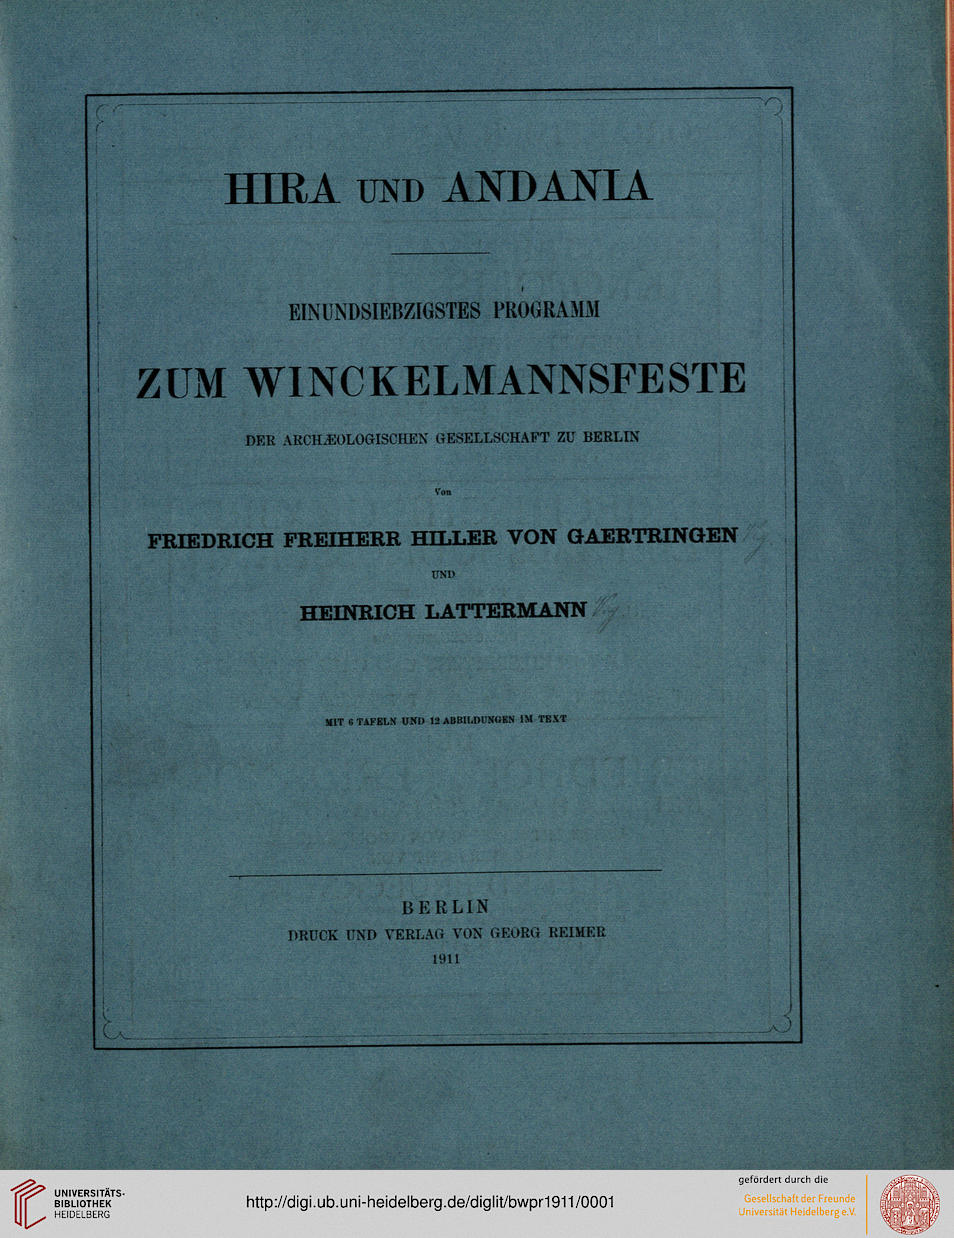 HIRA UND ANDANIA
EINUNDSIEBZIGSTES PROGRAMM
ZUM WINCKELMANNSFESTE
DER ARCHÆOLOGISCHEN GESELLSCHAFT ZU BERLIN
Von
FRIEDRICH FREIHERR HILLER VON GAERTRINGEN
UND
HEINRICH LATTERMANN
MIT 6 TAFELN UND 12 ABBILDUNGEN IM TEXT
BERLIN
DRUCK UND VERLAG VON GEORG REIMER
1911
UNIVERSITÄTS-
BIBLIOTHEK
HEIDELBERG
http://digi.ub.uni-heidelberg.de/diglit/bwpr1911/0001
gefördert durch die
Gesellschaft der Freunde
Universität Heidelberg e.V.